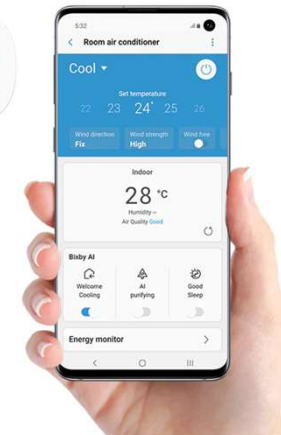 5:32
Room air conditioner
Cool
Set temperature
22 23 24° 25 26
Wind direction Wind strength Wind free
Fix High
Indoor
28 °C
Humidity --
Air Quality Good
Bixby AI
Welcome Cooling
AI purifying
Good Sleep
Energy monitor